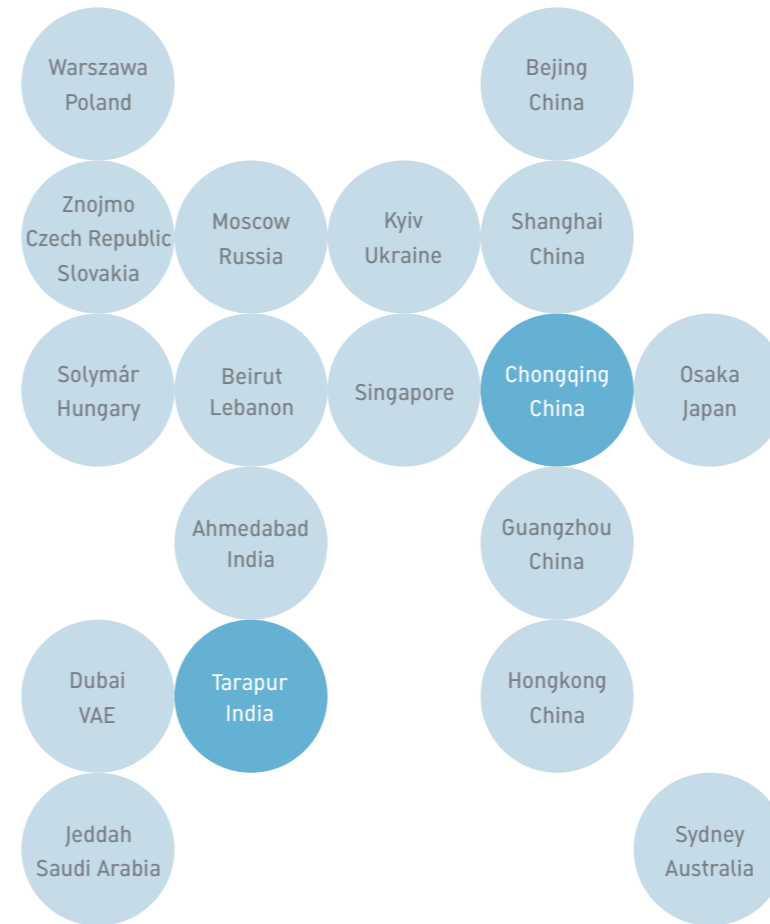 Warszawa
Poland
Bejing
China
Znojmo
Czech Republic
Slovakia
Moscow
Russia
Kyiv
Ukraine
Shanghai
China
Solymár
Hungary
Beirut
Lebanon
Singapore
Chongqing
China
Osaka
Japan
Ahmedabad
India
Guangzhou
China
Dubai
VAE
Tarapur
India
Hongkong
China
Jeddah
Saudi Arabia
Sydney
Australia